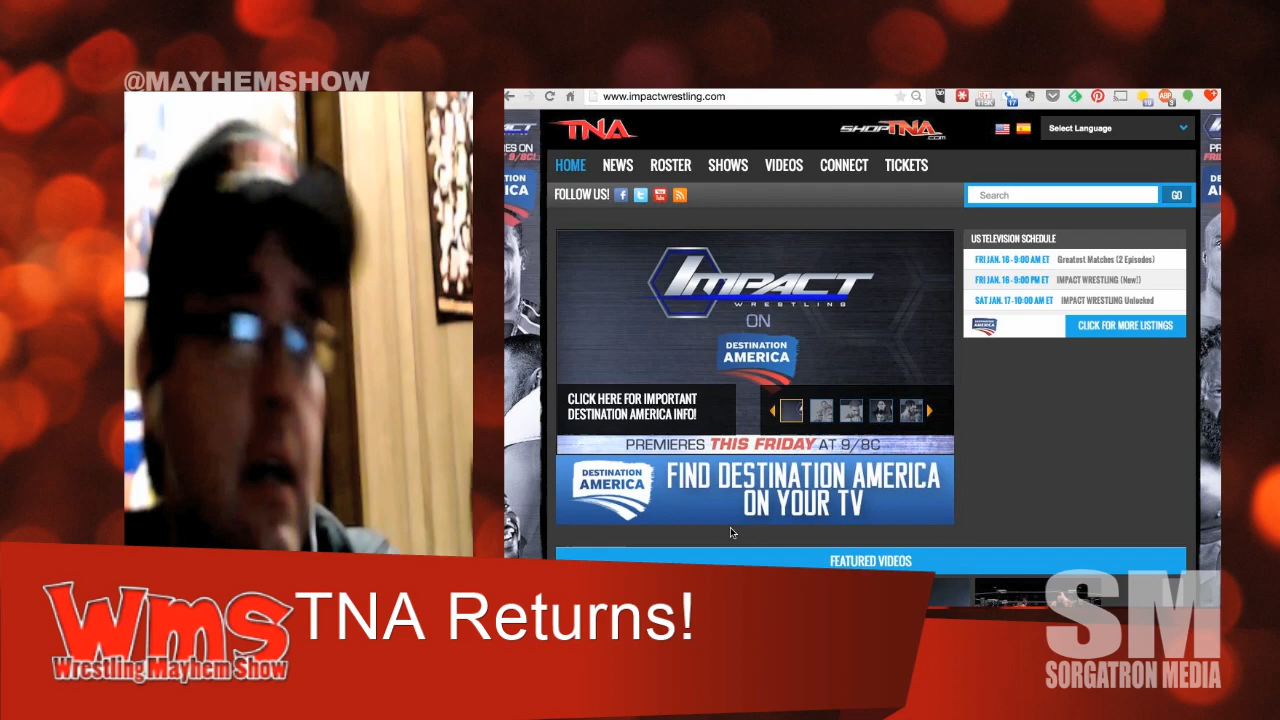 @MAYHEMSHOW
www.impactwrestling.com
TNA
SHOPTNA.COM
Select Language
HOME NEWS ROSTER SHOWS VIDEOS CONNECT TICKETS
FOLLOW US!
Search GO
US TELEVISION SCHEDULE
FRI JAN. 16 - 9:00 AM ET Greatest Matches (2 Episodes)
FRI JAN. 16 - 9:00 PM ET IMPACT WRESTLING (New!)
SAT JAN. 17 - 10:00 AM ET IMPACT WRESTLING Unlocked
DESTINATION AMERICA
CLICK FOR MORE LISTINGS
IMPACT
WRESTLING
ON
DESTINATION
AMERICA
CLICK HERE FOR IMPORTANT
DESTINATION AMERICA INFO!
PREMIERES THIS FRIDAY AT 9/8C
DESTINATION
AMERICA
FIND DESTINATION AMERICA
ON YOUR TV
FEATURED VIDEOS
Wms
Wrestling Mayhem Show
TNA Returns!
SM
SORGATRON MEDIA